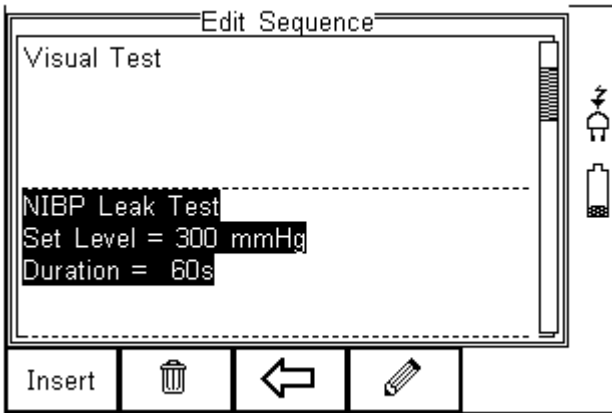 Edit Sequence
Visual Test
NIBP Leak Test
Set Level = 300 mmHg
Duration = 60s
Insert